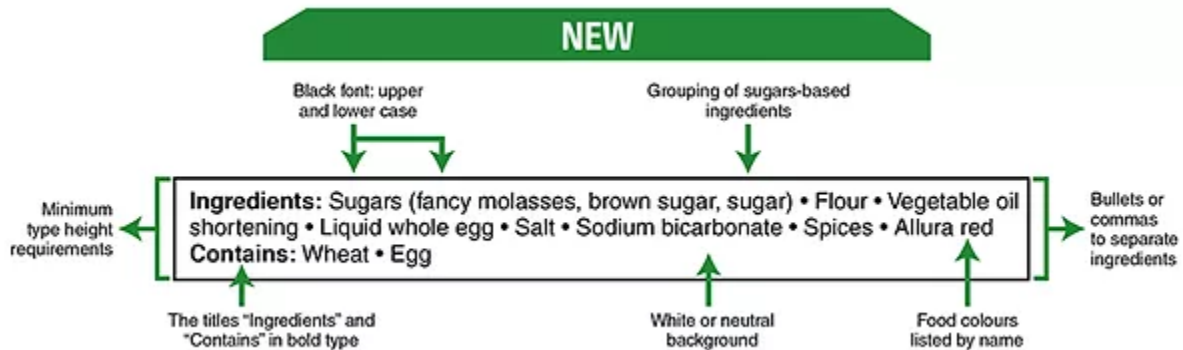 NEW
Black font: upper
and lower case
Grouping of sugars-based
ingredients
Minimum
type height
requirements
Ingredients: Sugars (fancy molasses, brown sugar, sugar) • Flour • Vegetable oil
shortening • Liquid whole egg • Salt • Sodium bicarbonate • Spices • Allura red
Contains: Wheat • Egg
Bullets or
commas
to separate
ingredients
The titles “Ingredients” and
“Contains” in bold type
White or neutral
background
Food colours
listed by name